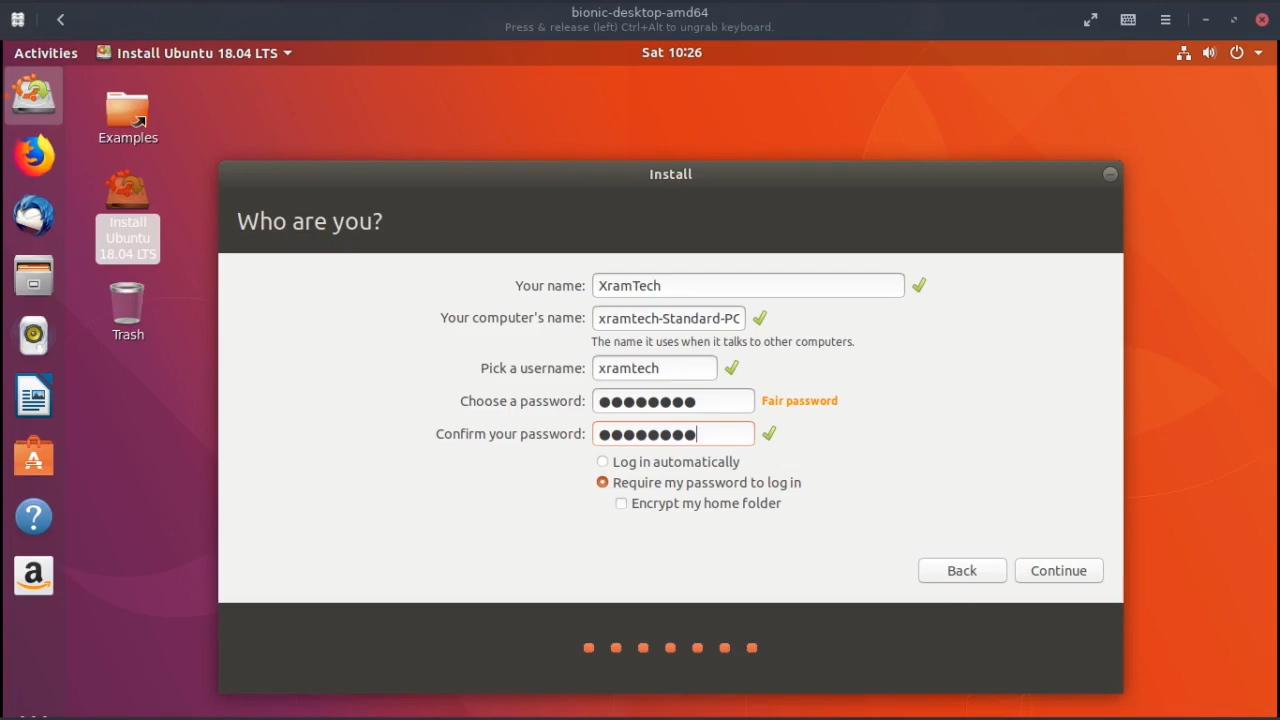 bionic-desktop-amd64
Press & release (left) Ctrl+Alt to ungrab keyboard.
Activities
Install Ubuntu 18.04 LTS
Sat 10:26
Examples
Install
Ubuntu
18.04 LTS
Trash
Install
Who are you?
Your name: XramTech
Your computer's name: xramtech-Standard-PC
The name it uses when it talks to other computers.
Pick a username: xramtech
Choose a password: ●●●●●●●● Fair password
Confirm your password: ●●●●●●●●
Log in automatically
Require my password to log in
Encrypt my home folder
Back
Continue